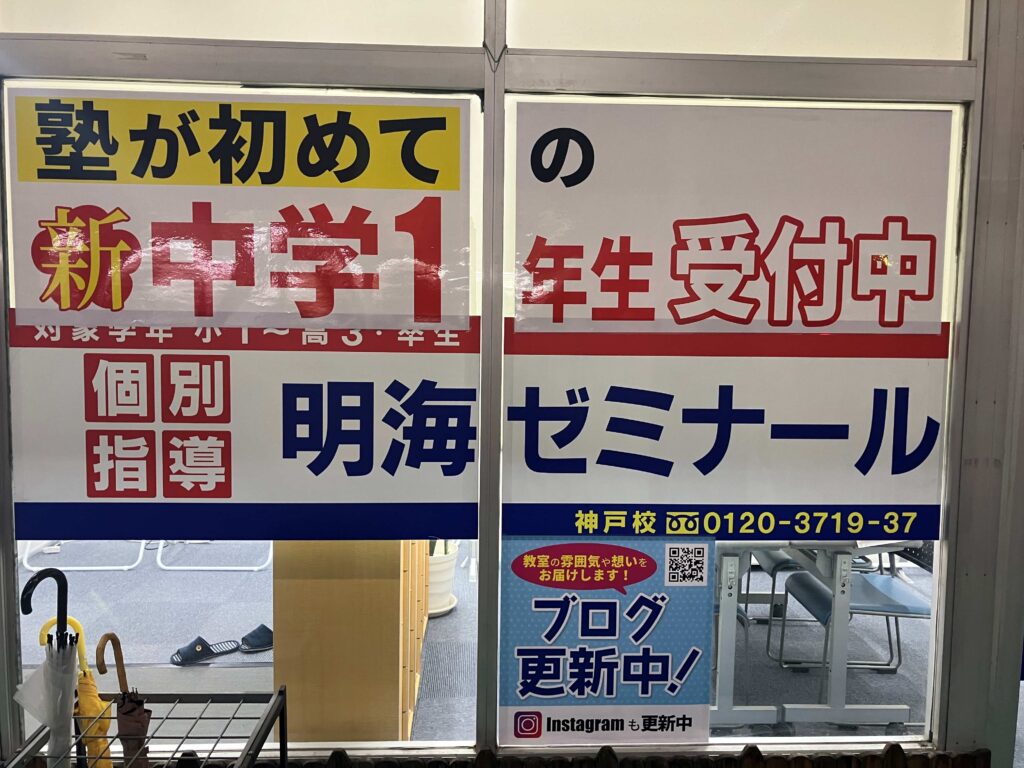 塾が初めての
新中学1年生受付中
対象学年 小1～高3・卒生
個別
指導
明海ゼミナール
神戸校 0120-3719-37
教室の雰囲気や想いを
お届けします！
ブログ
更新中!
Instagramも更新中